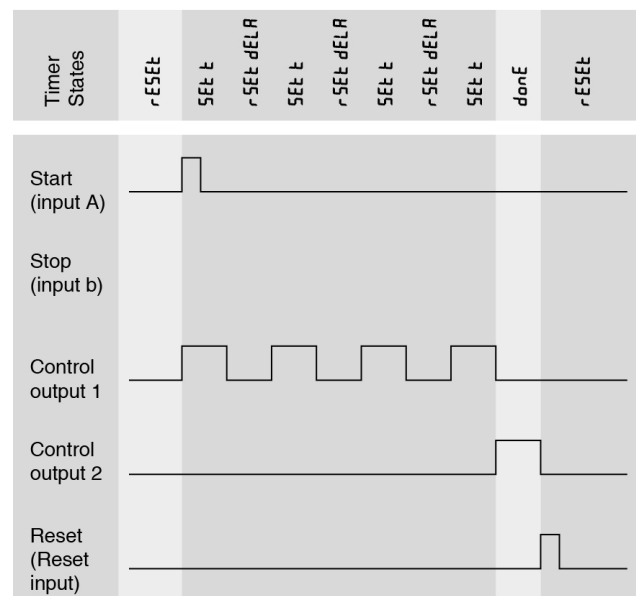 Timer
States
rESEt
SEt t
rSEt dELA
SEt t
rSEt dELA
SEt t
rSEt dELA
SEt t
donE
rESEt
Start
(input A)
Stop
(input b)
Control
output 1
Control
output 2
Reset
(Reset
input)